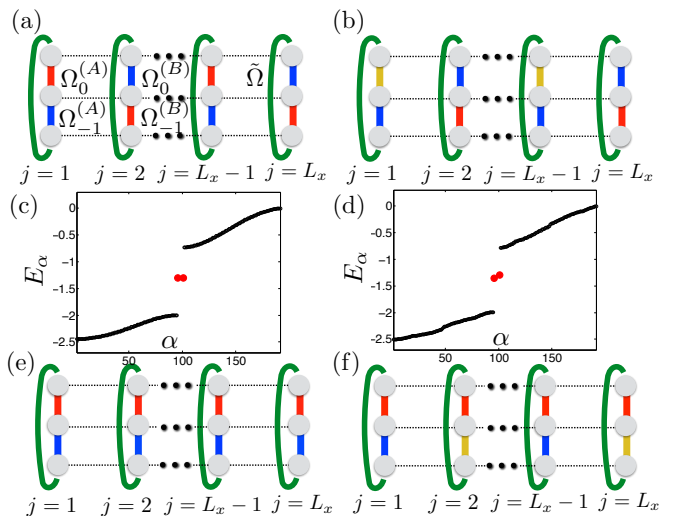 (a) (b)
Ω₀⁽ᴬ⁾ Ω₀⁽ᴮ⁾ Ω̃
Ω₋₁⁽ᴬ⁾ Ω₋₁⁽ᴮ⁾
j = 1 j = 2 j = Lₓ − 1 j = Lₓ j = 1 j = 2 j = Lₓ − 1 j = Lₓ
(c) (d)
0 −0.5 −1 −1.5 −2 −2.5
E_α
50 100 150
α
0 −0.5 −1 −1.5 −2 −2.5
E_α
50 100 150
α
(e) (f)
j = 1 j = 2 j = Lₓ − 1 j = Lₓ j = 1 j = 2 j = Lₓ − 1 j = Lₓ